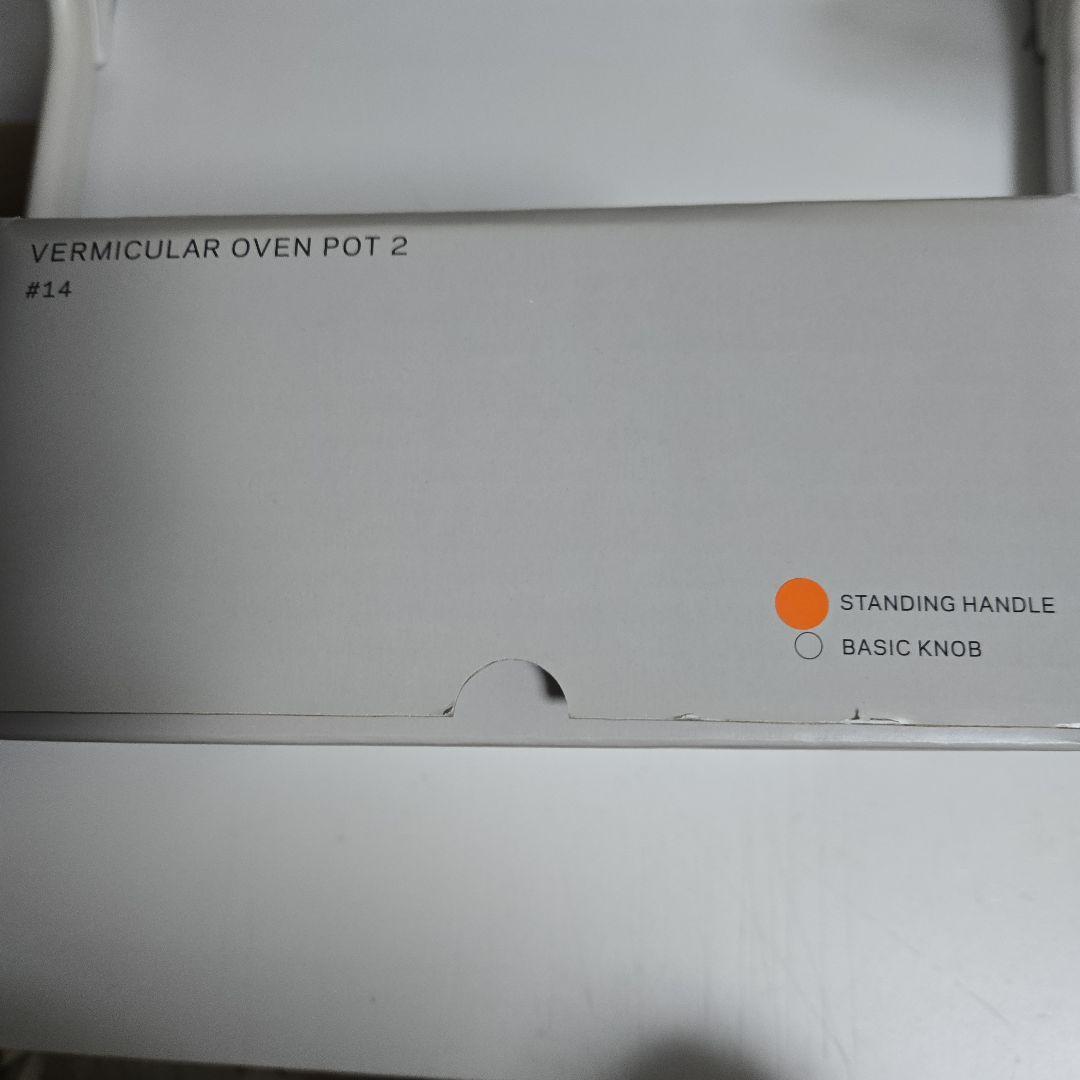 VERMICULAR OVEN POT 2
#14
STANDING HANDLE
BASIC KNOB